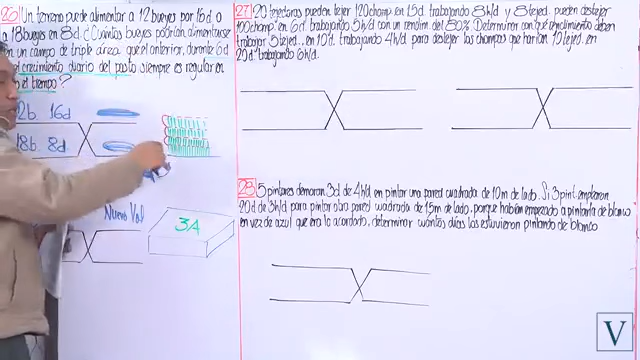 26) Un terreno puede alimentar a 12 bueyes por 16 d o
a 18 bueyes en 8 d. ¿Cuántos bueyes podrían alimentarse
en un campo de triple área que el anterior, durante 6 d
el crecimiento diario del pasto siempre es regular en
el tiempo?
2b. 16d
18b. 8d
Nuevo Vol
3A
27) 20 tejedoras pueden tejer 120 chomp. en 15 d. trabajando 8 h/d y 8 tejed. pueden destejer
en 6 d. trabajando 5 h/d con un rendim. del 80%. Determinar con qué rendimiento deben
trabajar 5 tejed... en 10 d. trabajando 4 h/d para destejer las chompas que harían 10 tejed. en
20 d. trabajando 6 h/d.
28) 5 pintores demoran 3 d de 4 h/d en pintar una pared cuadrada de 10 m de lado. Si 3 pint. emplearon
20 d de 3 h/d para pintar otra pared cuadrada de 15 m de lado, porque habían empezado a pintarla de blanco
en vez de azul que era lo acordado, determinar cuántos días las estuvieron pintando de blanco
V